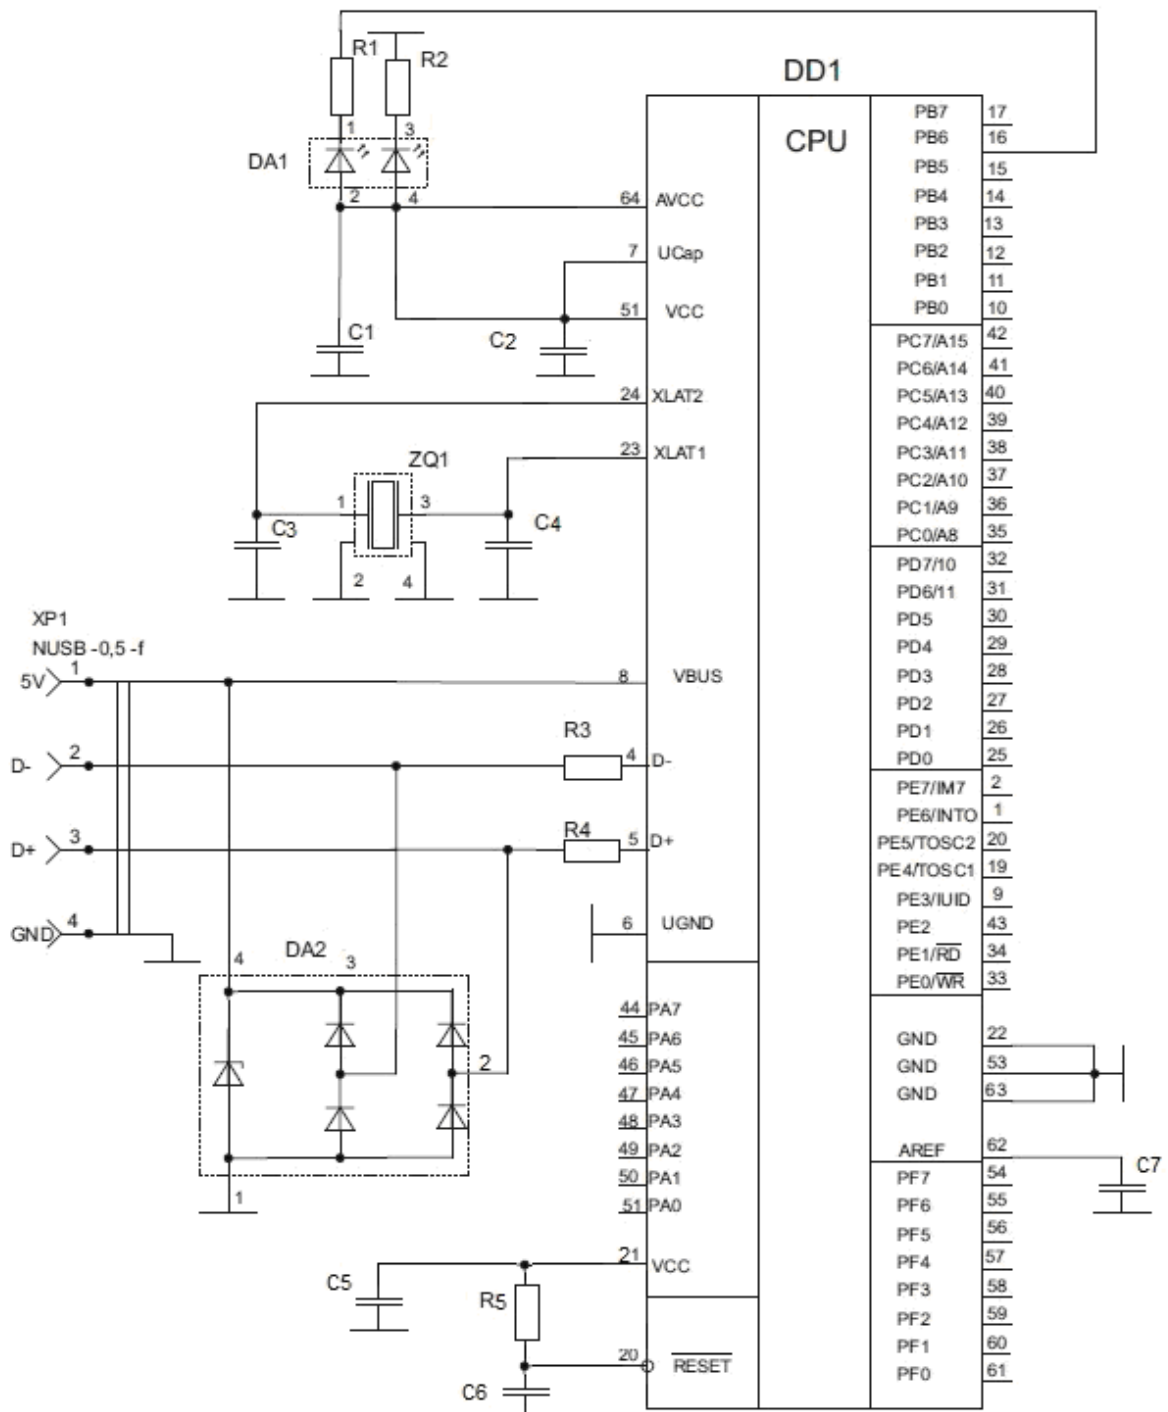 R1
R2
DD1
1
3
DA1
2
4
CPU
PB7 17
PB6 16
PB5 15
PB4 14
PB3 13
PB2 12
PB1 11
PB0 10
64 AVCC
7 UCap
51 VCC
C1
C2
24 XLAT2
23 XLAT1
ZQ1
1
3
C3
C4
2
4
PC7/A15 42
PC6/A14 41
PC5/A13 40
PC4/A12 39
PC3/A11 38
PC2/A10 37
PC1/A9 36
PC0/A8 35
PD7/10 32
PD6/11 31
PD5 30
PD4 29
PD3 28
PD2 27
PD1 26
PD0 25
XP1
NUSB -0,5 -f
5V 1
8 VBUS
D- 2
R3
4 D-
D+ 3
R4
5 D+
GND 4
6 UGND
PE7/IM7 2
PE6/INTO 1
PE5/TOSC2 20
PE4/TOSC1 19
PE3/IUID 9
PE2 43
PE1/RD 34
PE0/WR 33
DA2
4
3
2
1
44 PA7
45 PA6
46 PA5
47 PA4
48 PA3
49 PA2
50 PA1
51 PA0
GND 22
GND 53
GND 63
AREF 62
C7
PF7 54
PF6 55
PF5 56
PF4 57
PF3 58
PF2 59
PF1 60
PF0 61
21 VCC
C5
R5
20 RESET
C6